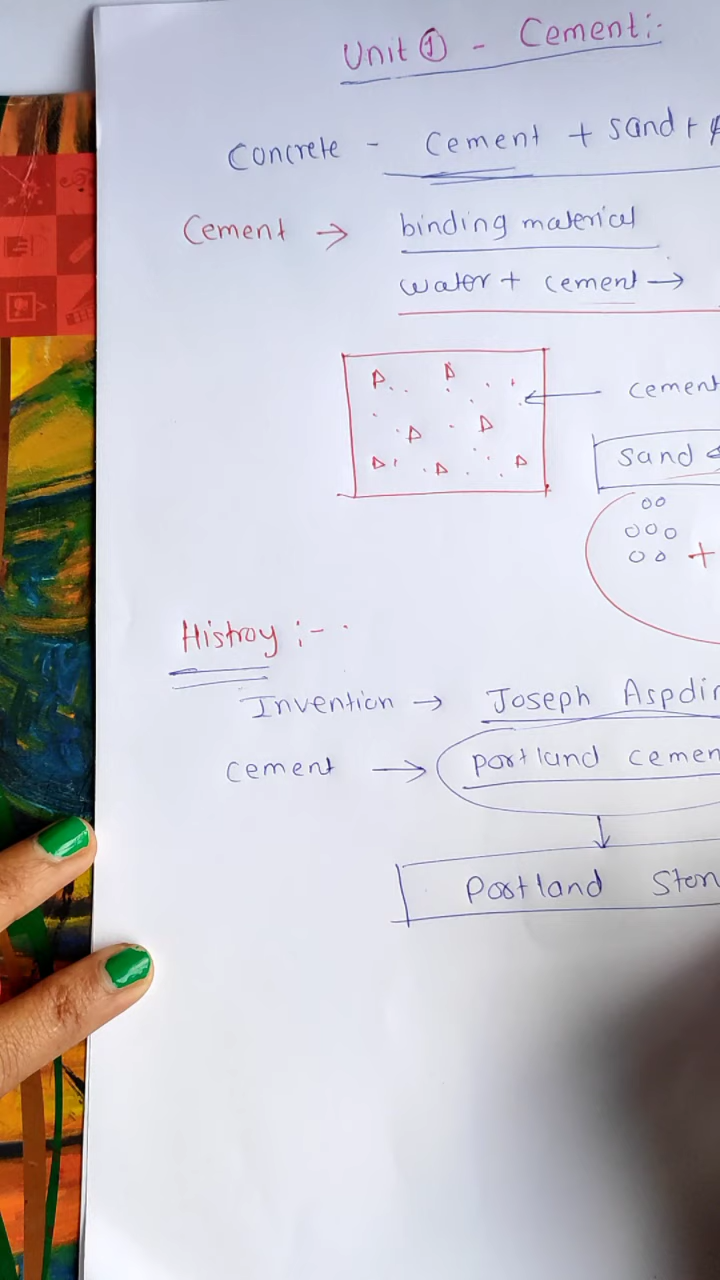 Unit ① - Cement:-
Concrete - Cement + Sand +
Cement → binding material
water + cement →
cement
Sand
+
Histroy :-
Invention → Joseph Aspdin
cement → portland cemen
Portland Ston